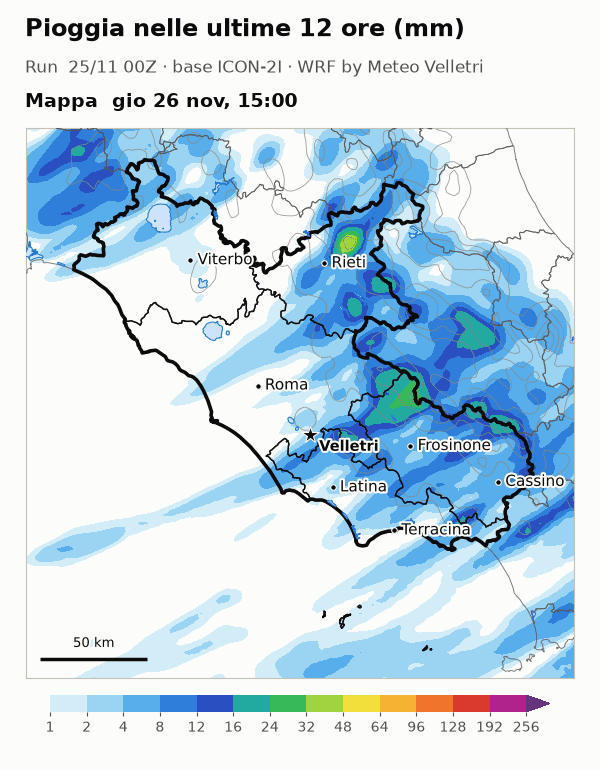 Pioggia nelle ultime 12 ore (mm)
Run 25/11 00Z · base ICON-2I · WRF by Meteo Velletri
Mappa gio 26 nov, 15:00
Viterbo
Rieti
Roma
Velletri
Frosinone
Latina
Cassino
Terracina
50 km
1 2 4 8 12 16 24 32 48 64 96 128 192 256